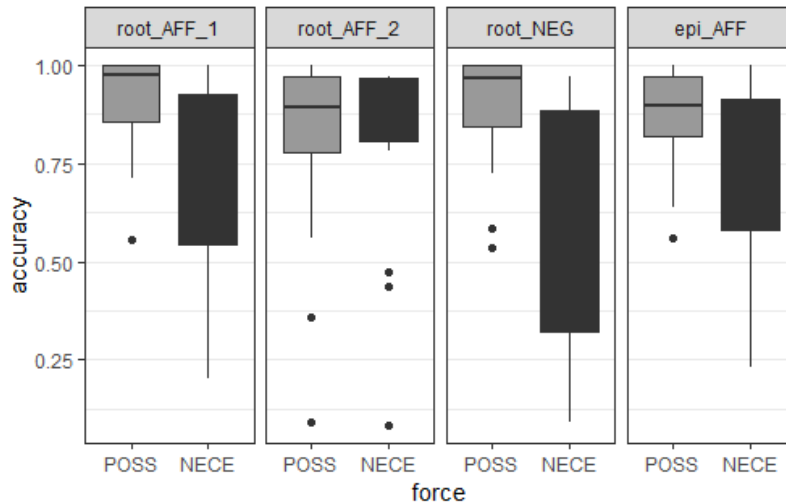 root_AFF_1 root_AFF_2 root_NEG epi_AFF
1.00
0.75
0.50
0.25
accuracy
POSS NECE POSS NECE POSS NECE POSS NECE
force